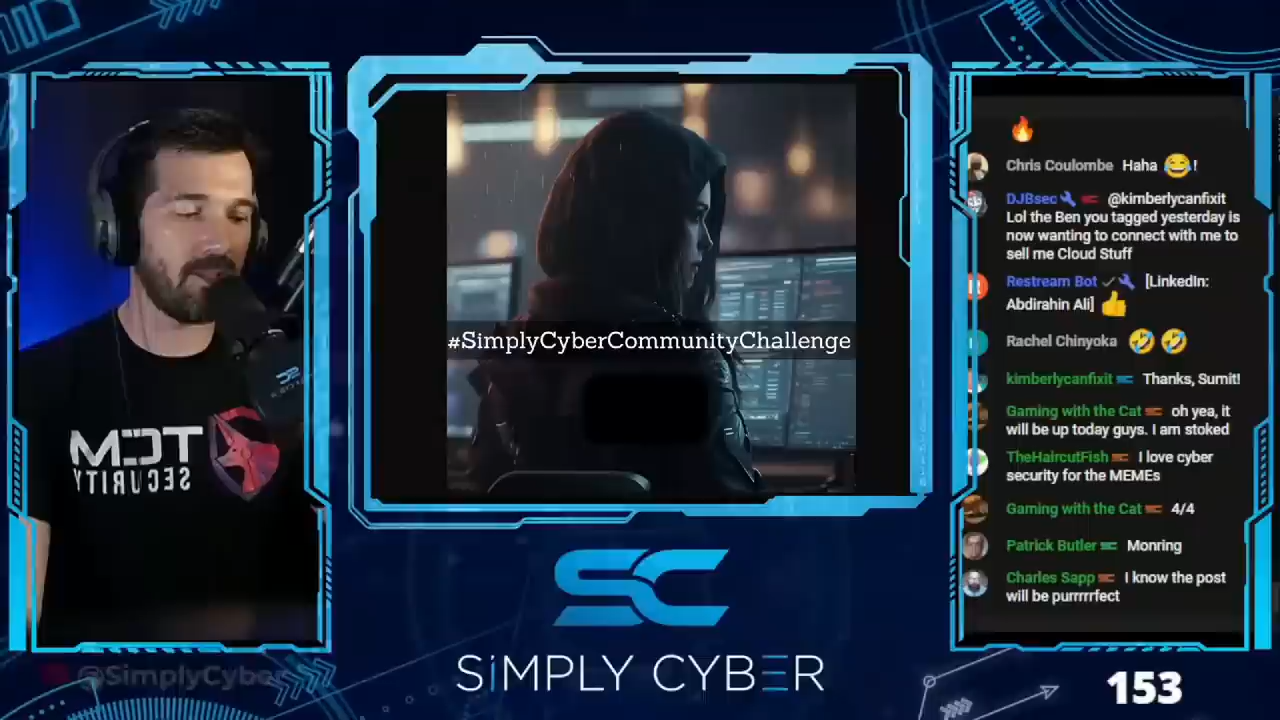 MDT
SECURITY
@SimplyCyber
#SimplyCyberCommunityChallenge
SC
SiMPLY CYBER
Chris Coulombe Haha 😂!
DJBsec @kimberlycanfixit
Lol the Ben you tagged yesterday is
now wanting to connect with me to
sell me Cloud Stuff
Restream Bot [LinkedIn:
Abdirahin Ali] 👍
Rachel Chinyoka 🤣 🤣
kimberlycanfixit Thanks, Sumit!
Gaming with the Cat oh yea, it
will be up today guys. I am stoked
TheHaircutFish I love cyber
security for the MEMEs
Gaming with the Cat 4/4
Patrick Butler Monring
Charles Sapp I know the post
will be purrrrrfect
153